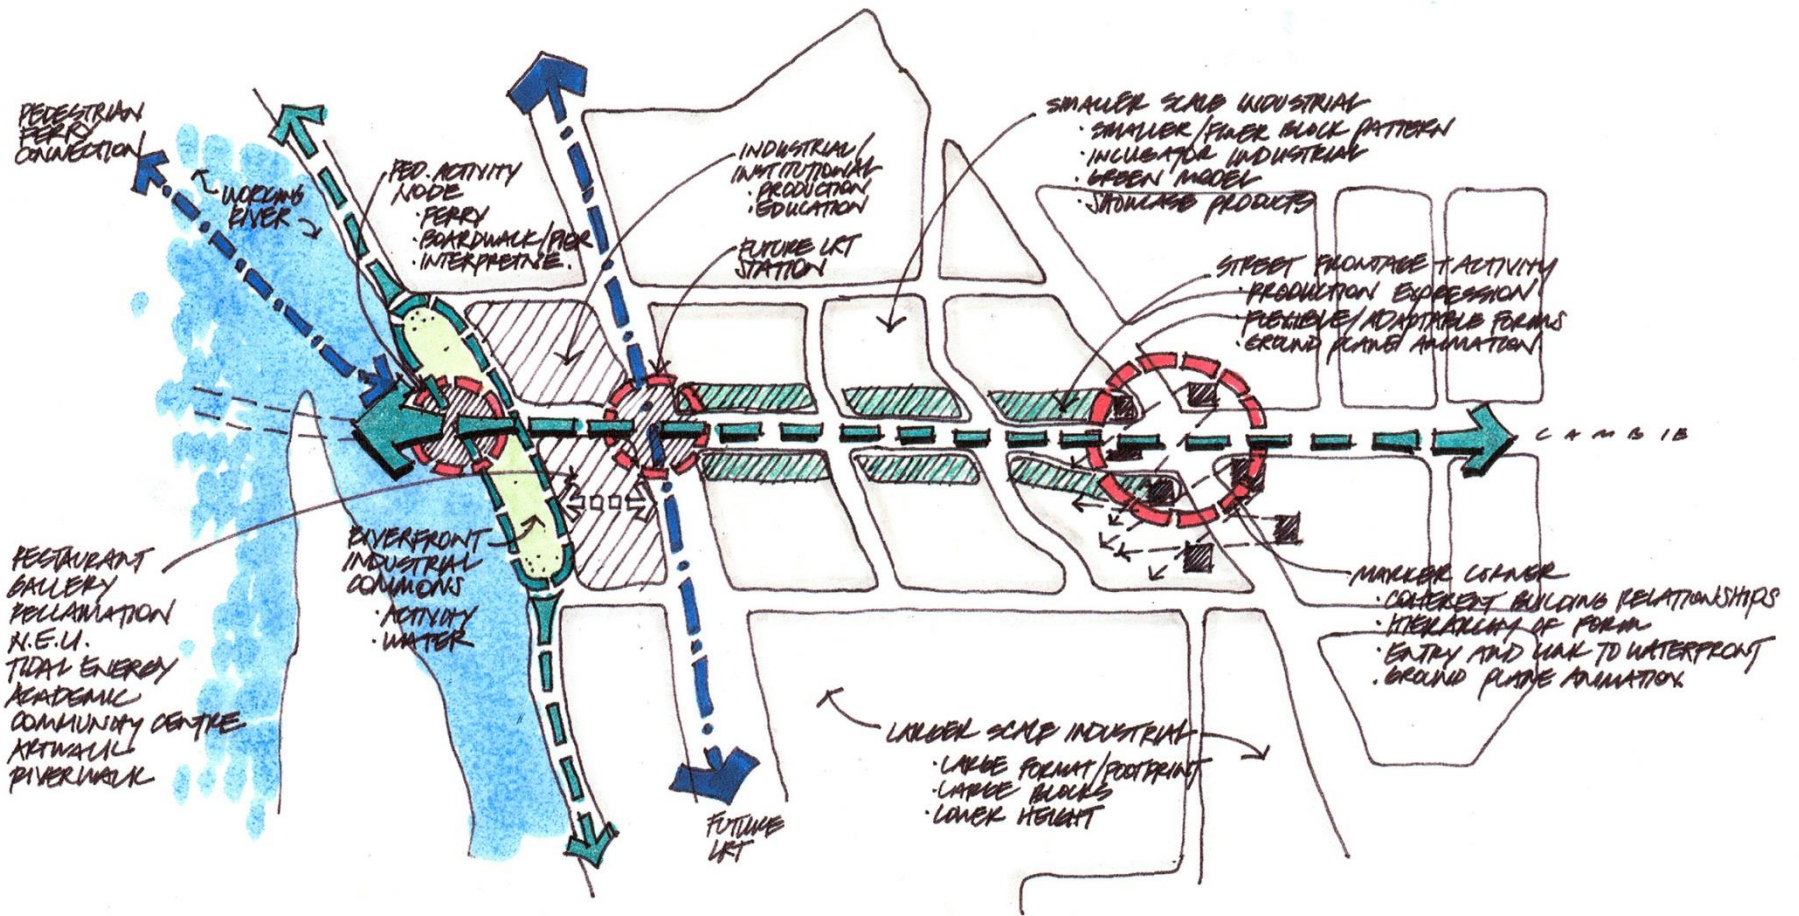 PEDESTRIAN
FERRY
CONNECTION
WORKING
RIVER
PED. ACTIVITY
NODE
· FERRY
· BOARDWALK/PIER
· INTERPRETIVE.
INDUSTRIAL/
INSTITUTIONAL
· PRODUCTION
· EDUCATION
FUTURE LRT
STATION
SMALLER SCALE INDUSTRIAL
· SMALLER/FINER BLOCK PATTERN
· INCUBATOR INDUSTRIAL
· GREEN MODEL
· SHOWCASE PRODUCTS
STREET FRONTAGE + ACTIVITY
· PRODUCTION EXPRESSION
· FLEXIBLE/ADAPTABLE FORMS
· GROUND PLANE ANIMATION
CAMBIE
RESTAURANT
GALLERY
RECLAMATION
N.E.U.
TIDAL ENERGY
ACADEMIC
COMMUNITY CENTRE
ARTWALK
RIVERWALK
RIVERFRONT
INDUSTRIAL
COMMONS
· ACTIVITY
· WATER
MARKER CORNER
· COHERENT BUILDING RELATIONSHIPS
· HIERARCHY OF FORM
· ENTRY AND LINK TO WATERFRONT
· GROUND PLANE ANIMATION.
LARGER SCALE INDUSTRIAL
· LARGE FORMAT/FOOTPRINT
· LARGE BLOCKS
· LOWER HEIGHT
FUTURE
LRT